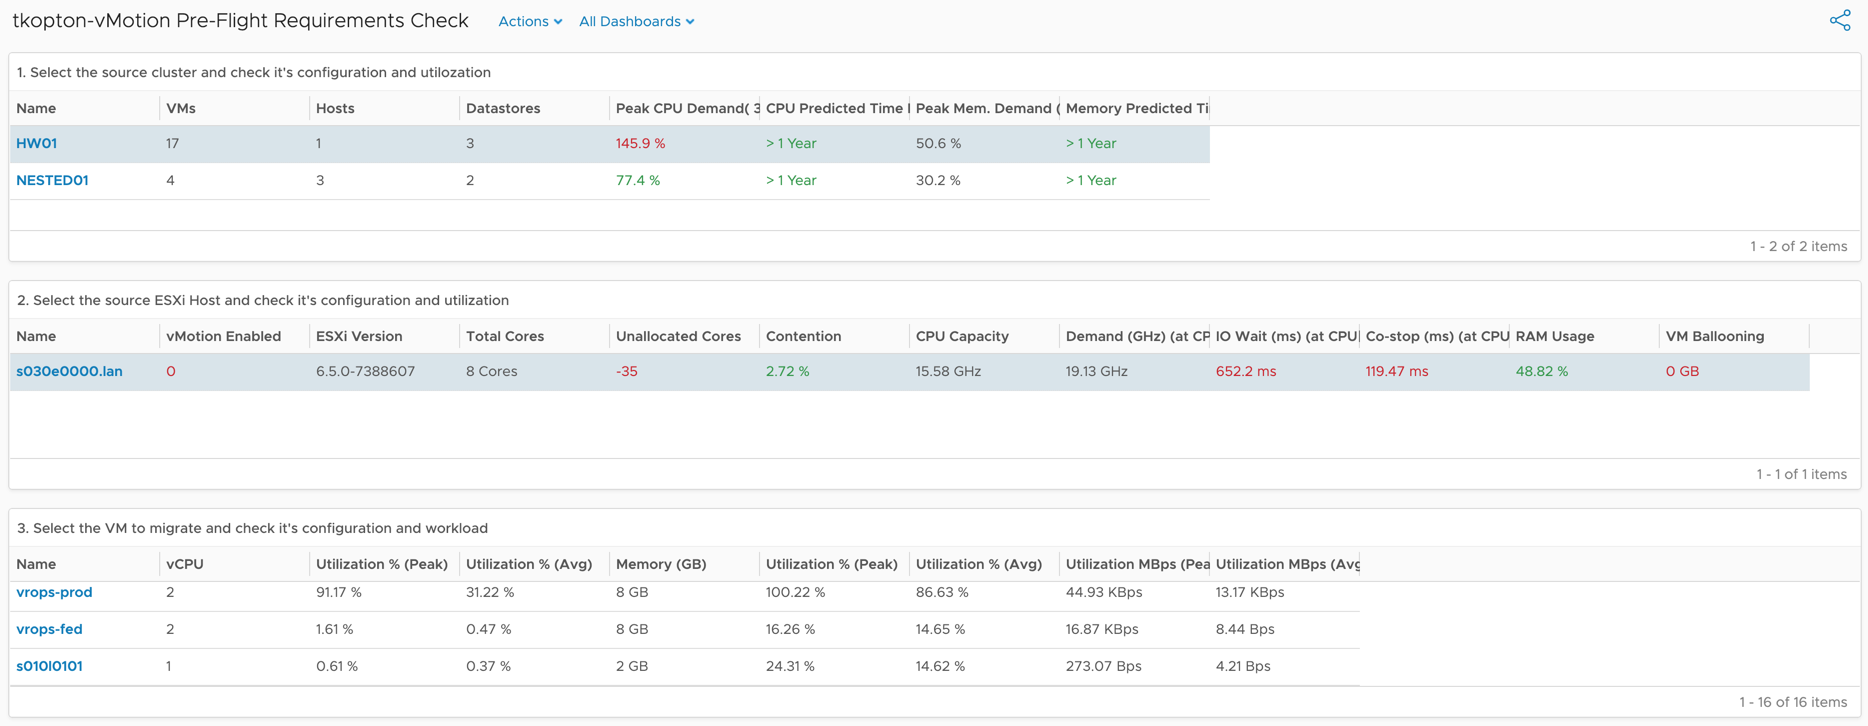 tkopton-vMotion Pre-Flight Requirements Check Actions All Dashboards
1. Select the source cluster and check it's configuration and utilozation
Name VMs Hosts Datastores Peak CPU Demand( 3 CPU Predicted Time Peak Mem. Demand ( Memory Predicted Ti
HW01 17 1 3 145.9 % > 1 Year 50.6 % > 1 Year
NESTED01 4 3 2 77.4 % > 1 Year 30.2 % > 1 Year
1 - 2 of 2 items
2. Select the source ESXi Host and check it's configuration and utilization
Name vMotion Enabled ESXi Version Total Cores Unallocated Cores Contention CPU Capacity Demand (GHz) (at CP IO Wait (ms) (at CPU Co-stop (ms) (at CPU RAM Usage VM Ballooning
s030e0000.lan 0 6.5.0-7388607 8 Cores -35 2.72 % 15.58 GHz 19.13 GHz 652.2 ms 119.47 ms 48.82 % 0 GB
1 - 1 of 1 items
3. Select the VM to migrate and check it's configuration and workload
Name vCPU Utilization % (Peak) Utilization % (Avg) Memory (GB) Utilization % (Peak) Utilization % (Avg) Utilization MBps (Pea Utilization MBps (Avg
vrops-prod 2 91.17 % 31.22 % 8 GB 100.22 % 86.63 % 44.93 KBps 13.17 KBps
vrops-fed 2 1.61 % 0.47 % 8 GB 16.26 % 14.65 % 16.87 KBps 8.44 Bps
s010l0101 1 0.61 % 0.37 % 2 GB 24.31 % 14.62 % 273.07 Bps 4.21 Bps
1 - 16 of 16 items